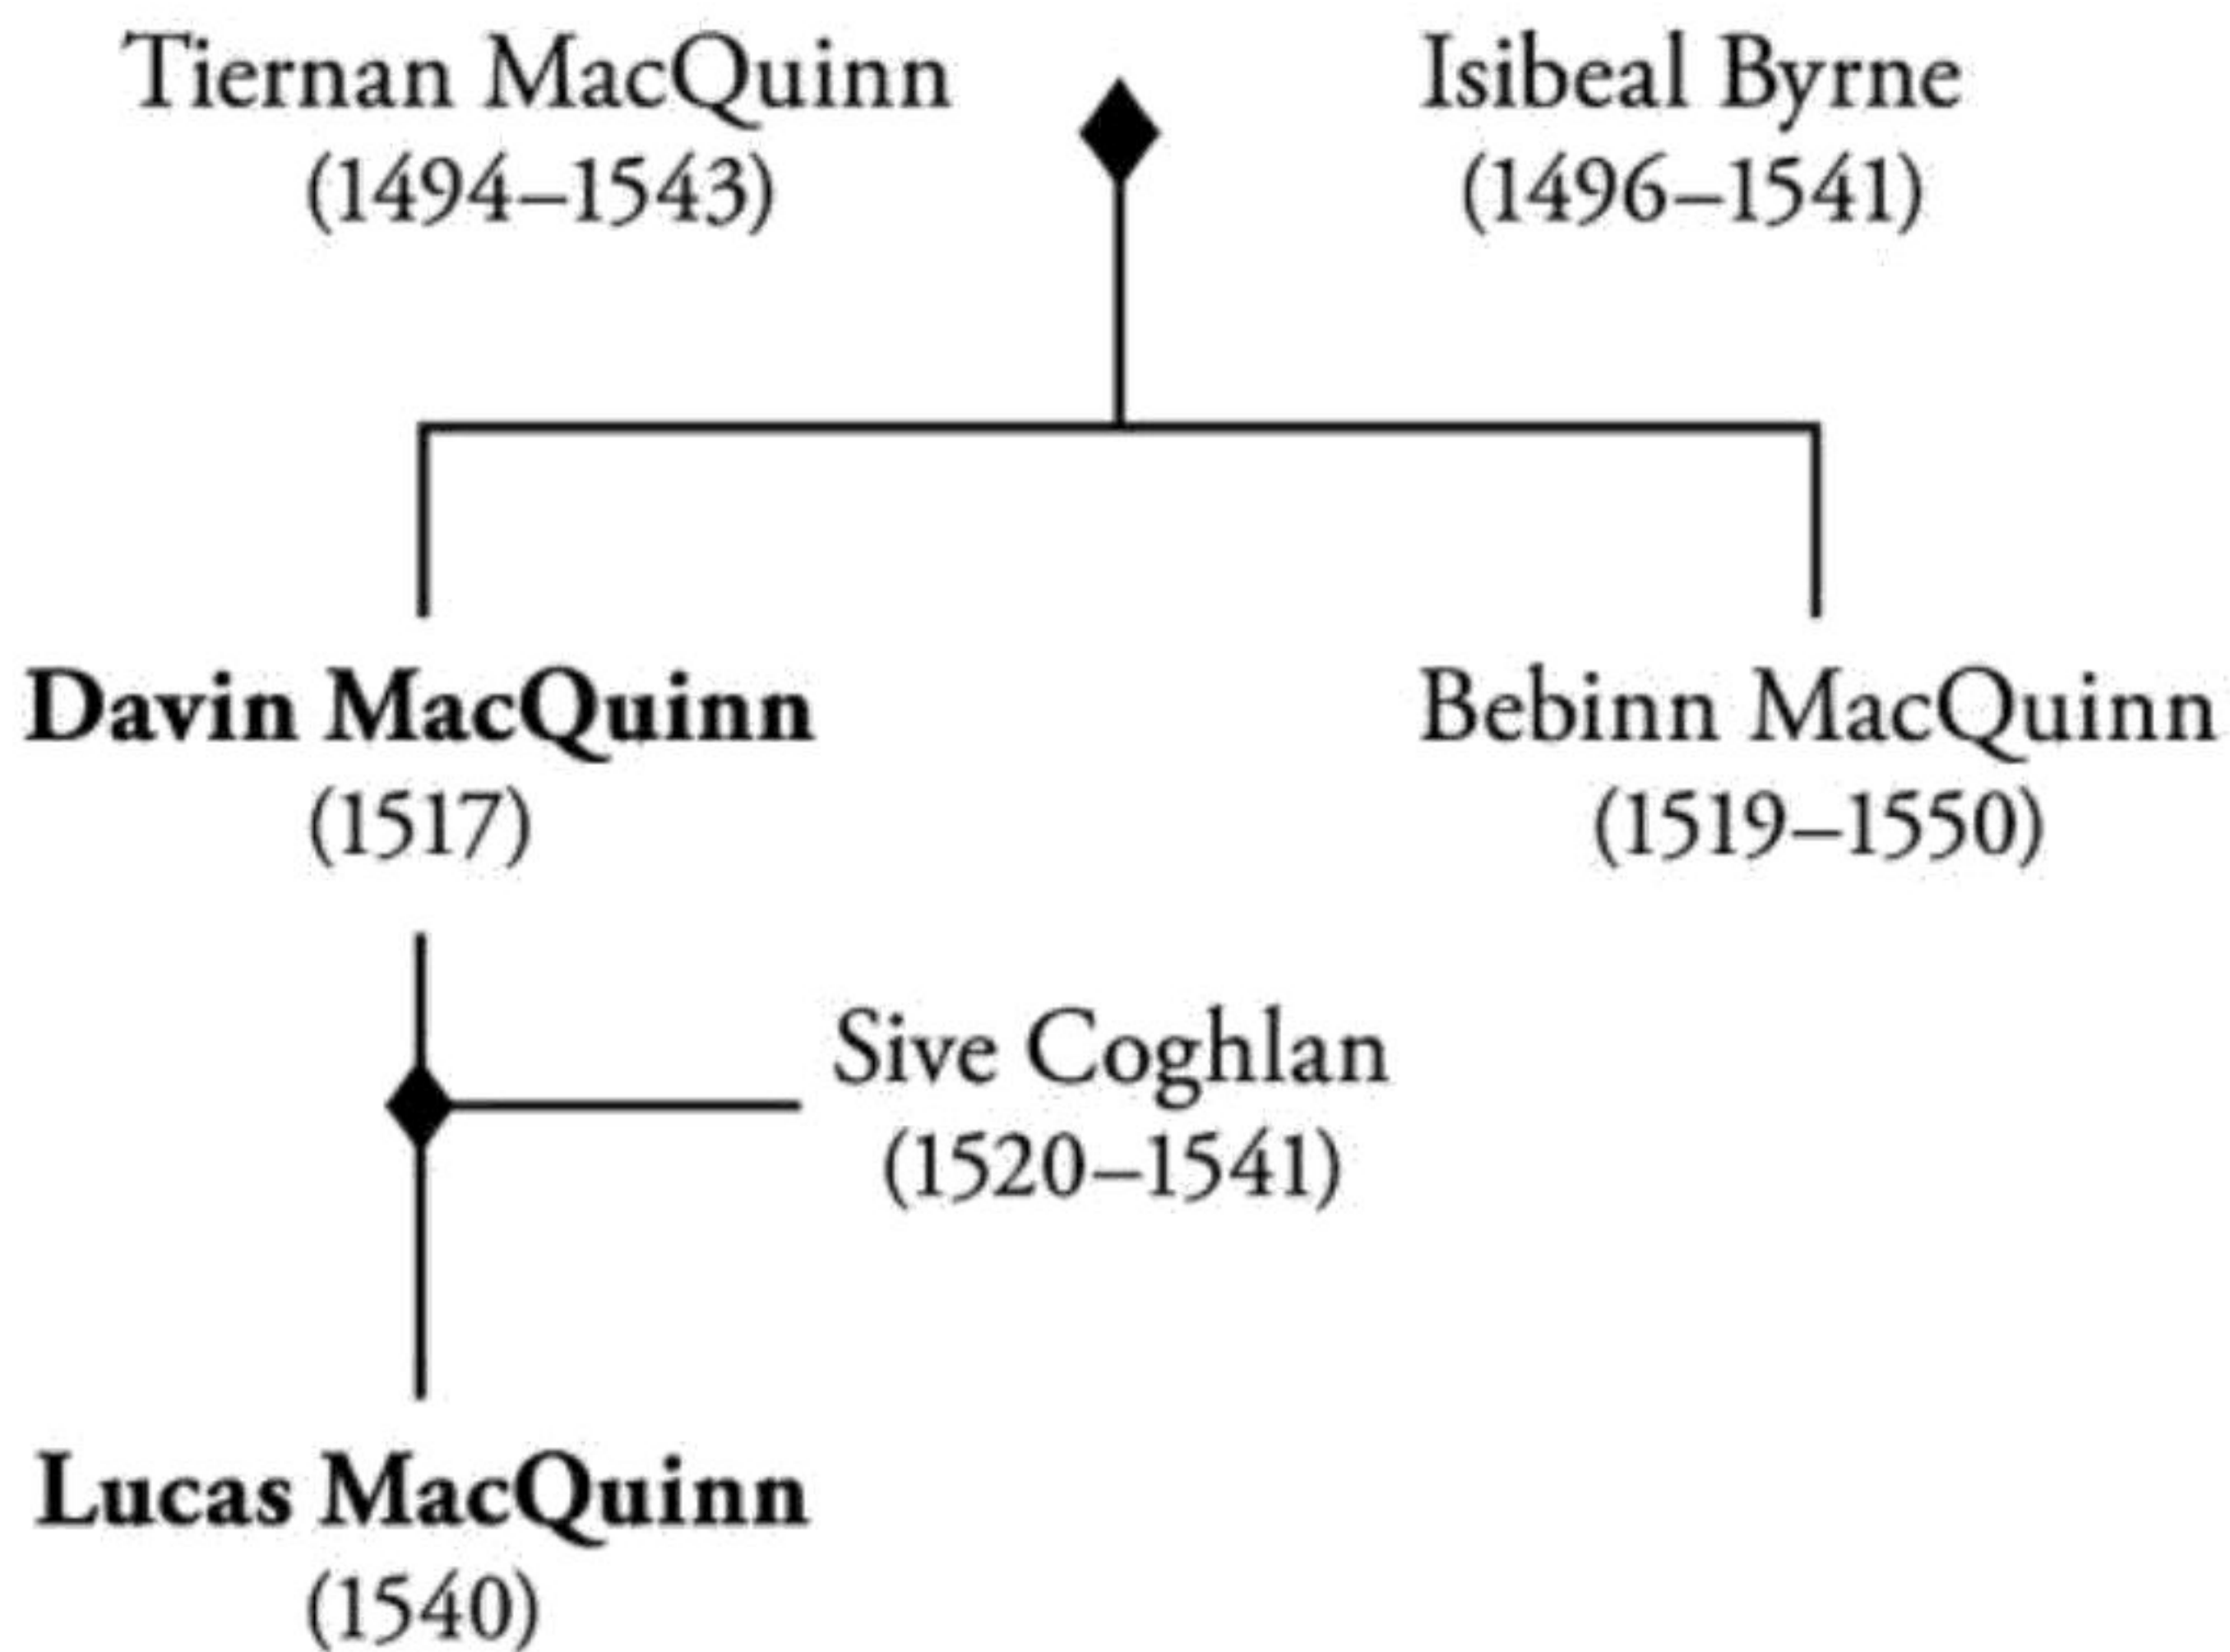 Tiernan MacQuinn
(1494–1543)
Isibeal Byrne
(1496–1541)
Davin MacQuinn
(1517)
Bebinn MacQuinn
(1519–1550)
Sive Coghlan
(1520–1541)
Lucas MacQuinn
(1540)